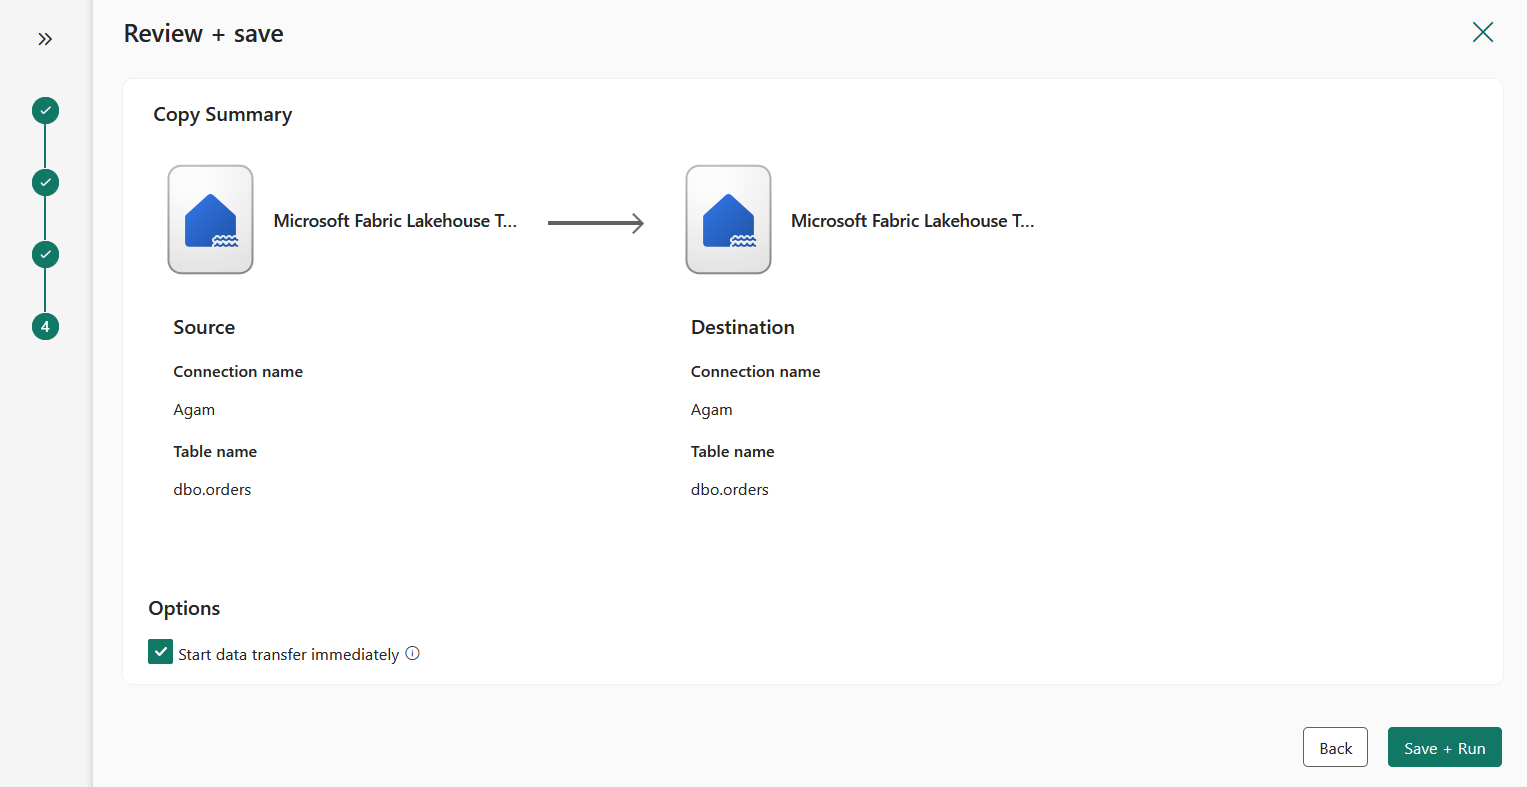 Review + save
Copy Summary
Microsoft Fabric Lakehouse T...
Microsoft Fabric Lakehouse T...
Source
Connection name
Agam
Table name
dbo.orders
Destination
Connection name
Agam
Table name
dbo.orders
4
Options
Start data transfer immediately
Back
Save + Run